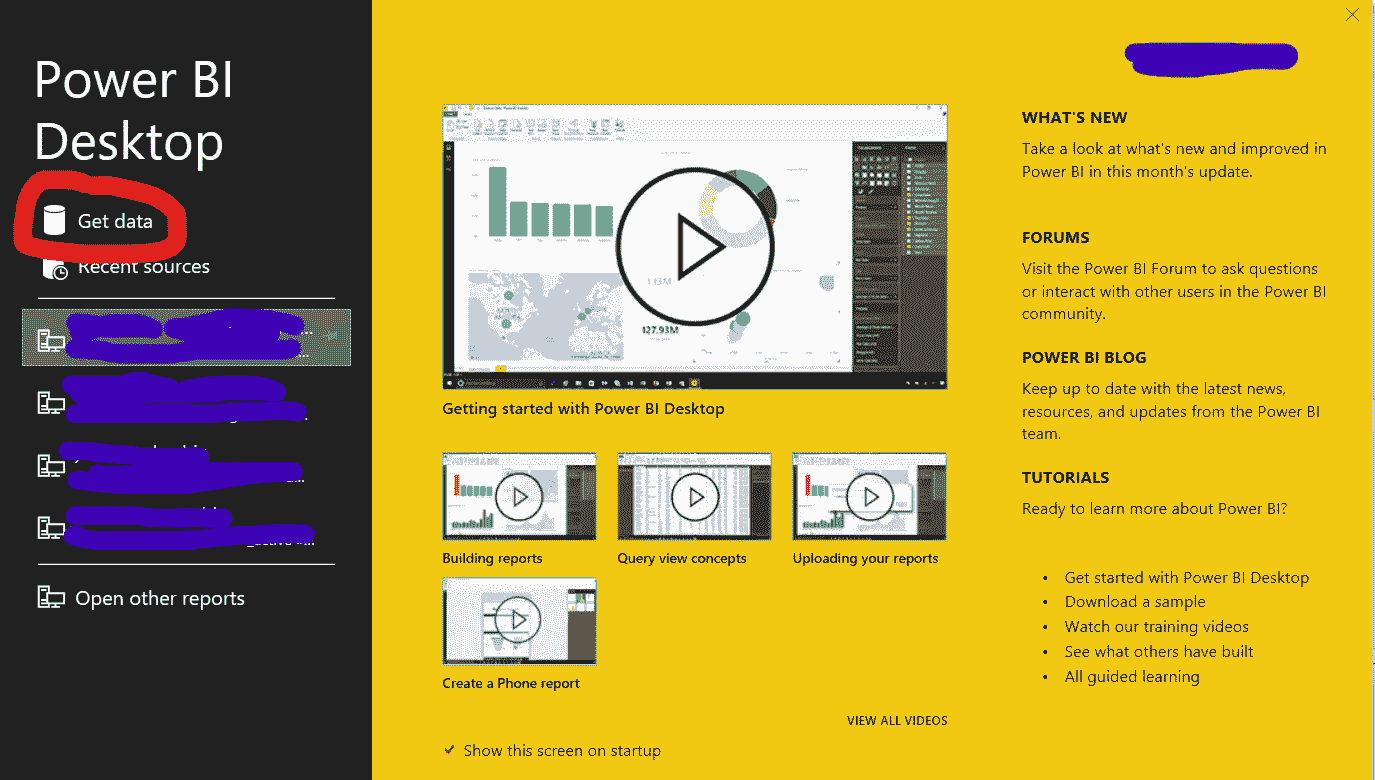 Power BI
Desktop
Get data
Recent sources
Open other reports
127.93M
Getting started with Power BI Desktop
Building reports
Query view concepts
Uploading your reports
Create a Phone report
VIEW ALL VIDEOS
Show this screen on startup
WHAT'S NEW
Take a look at what's new and improved in
Power BI in this month's update.
FORUMS
Visit the Power BI Forum to ask questions
or interact with other users in the Power BI
community.
POWER BI BLOG
Keep up to date with the latest news,
resources, and updates from the Power BI
team.
TUTORIALS
Ready to learn more about Power BI?
• Get started with Power BI Desktop
• Download a sample
• Watch our training videos
• See what others have built
• All guided learning